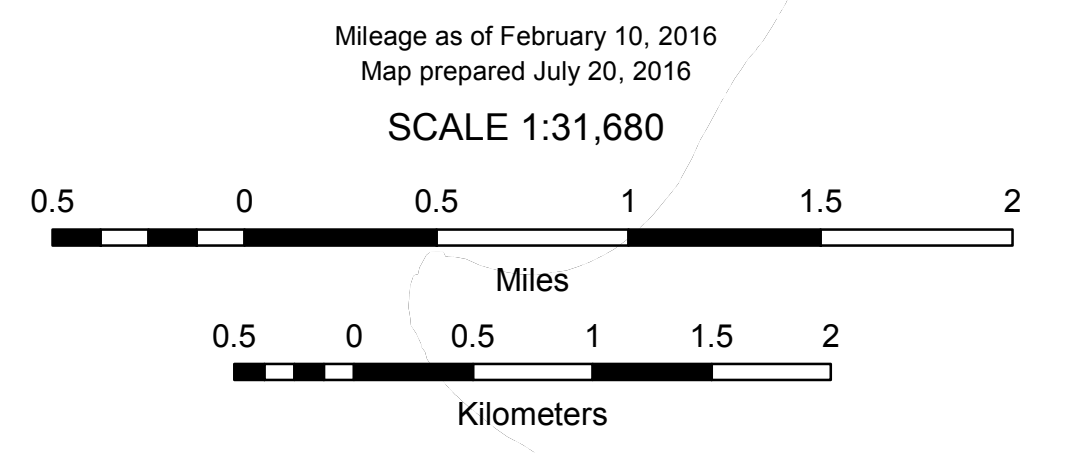 Mileage as of February 10, 2016
Map prepared July 20, 2016
SCALE 1:31,680
0.5 0 0.5 1 1.5 2
Miles
0.5 0 0.5 1 1.5 2
Kilometers